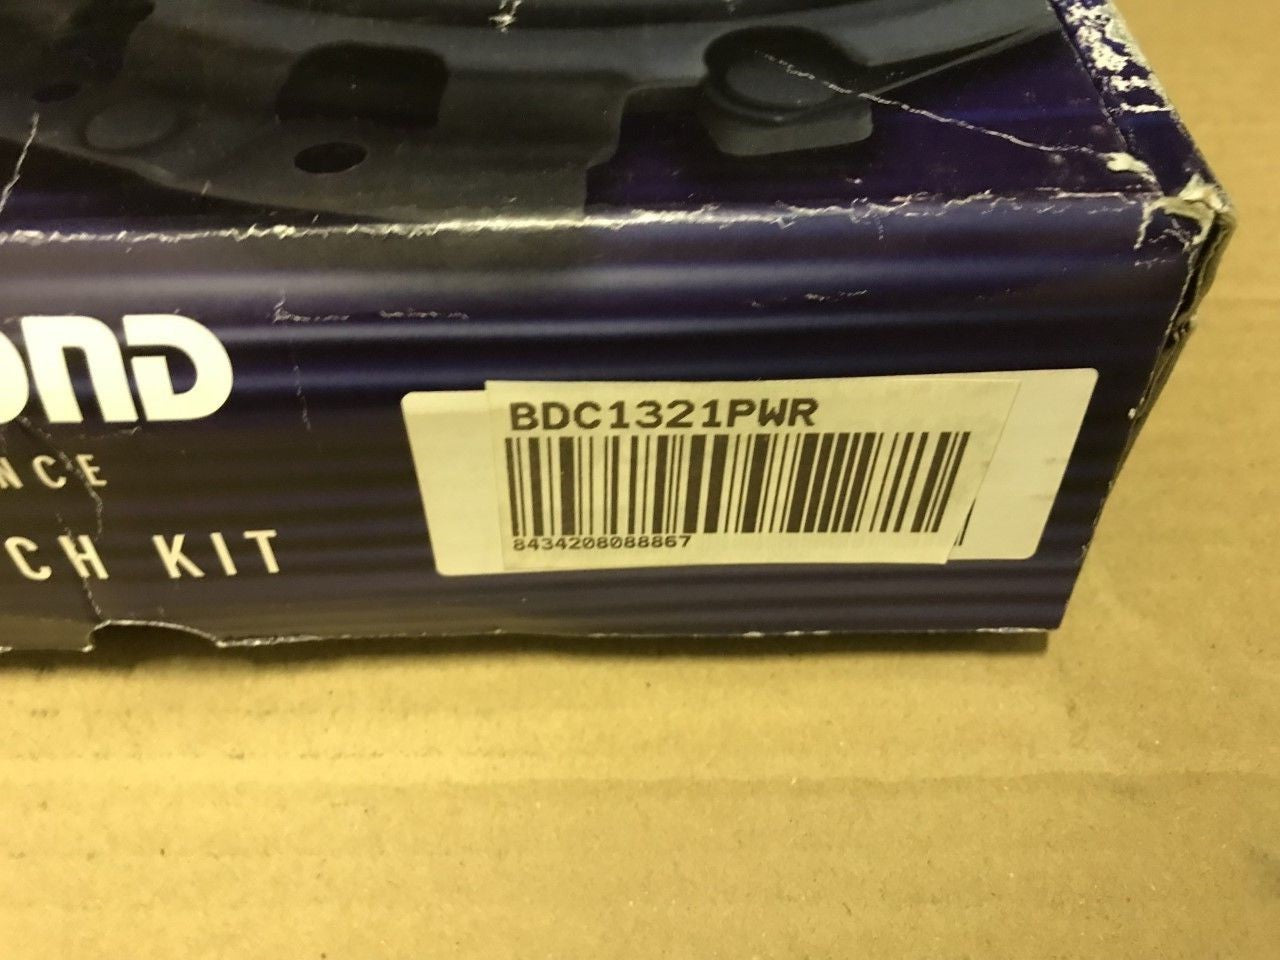 OND
NCE
CH KIT
BDC1321PWR
8434208088867